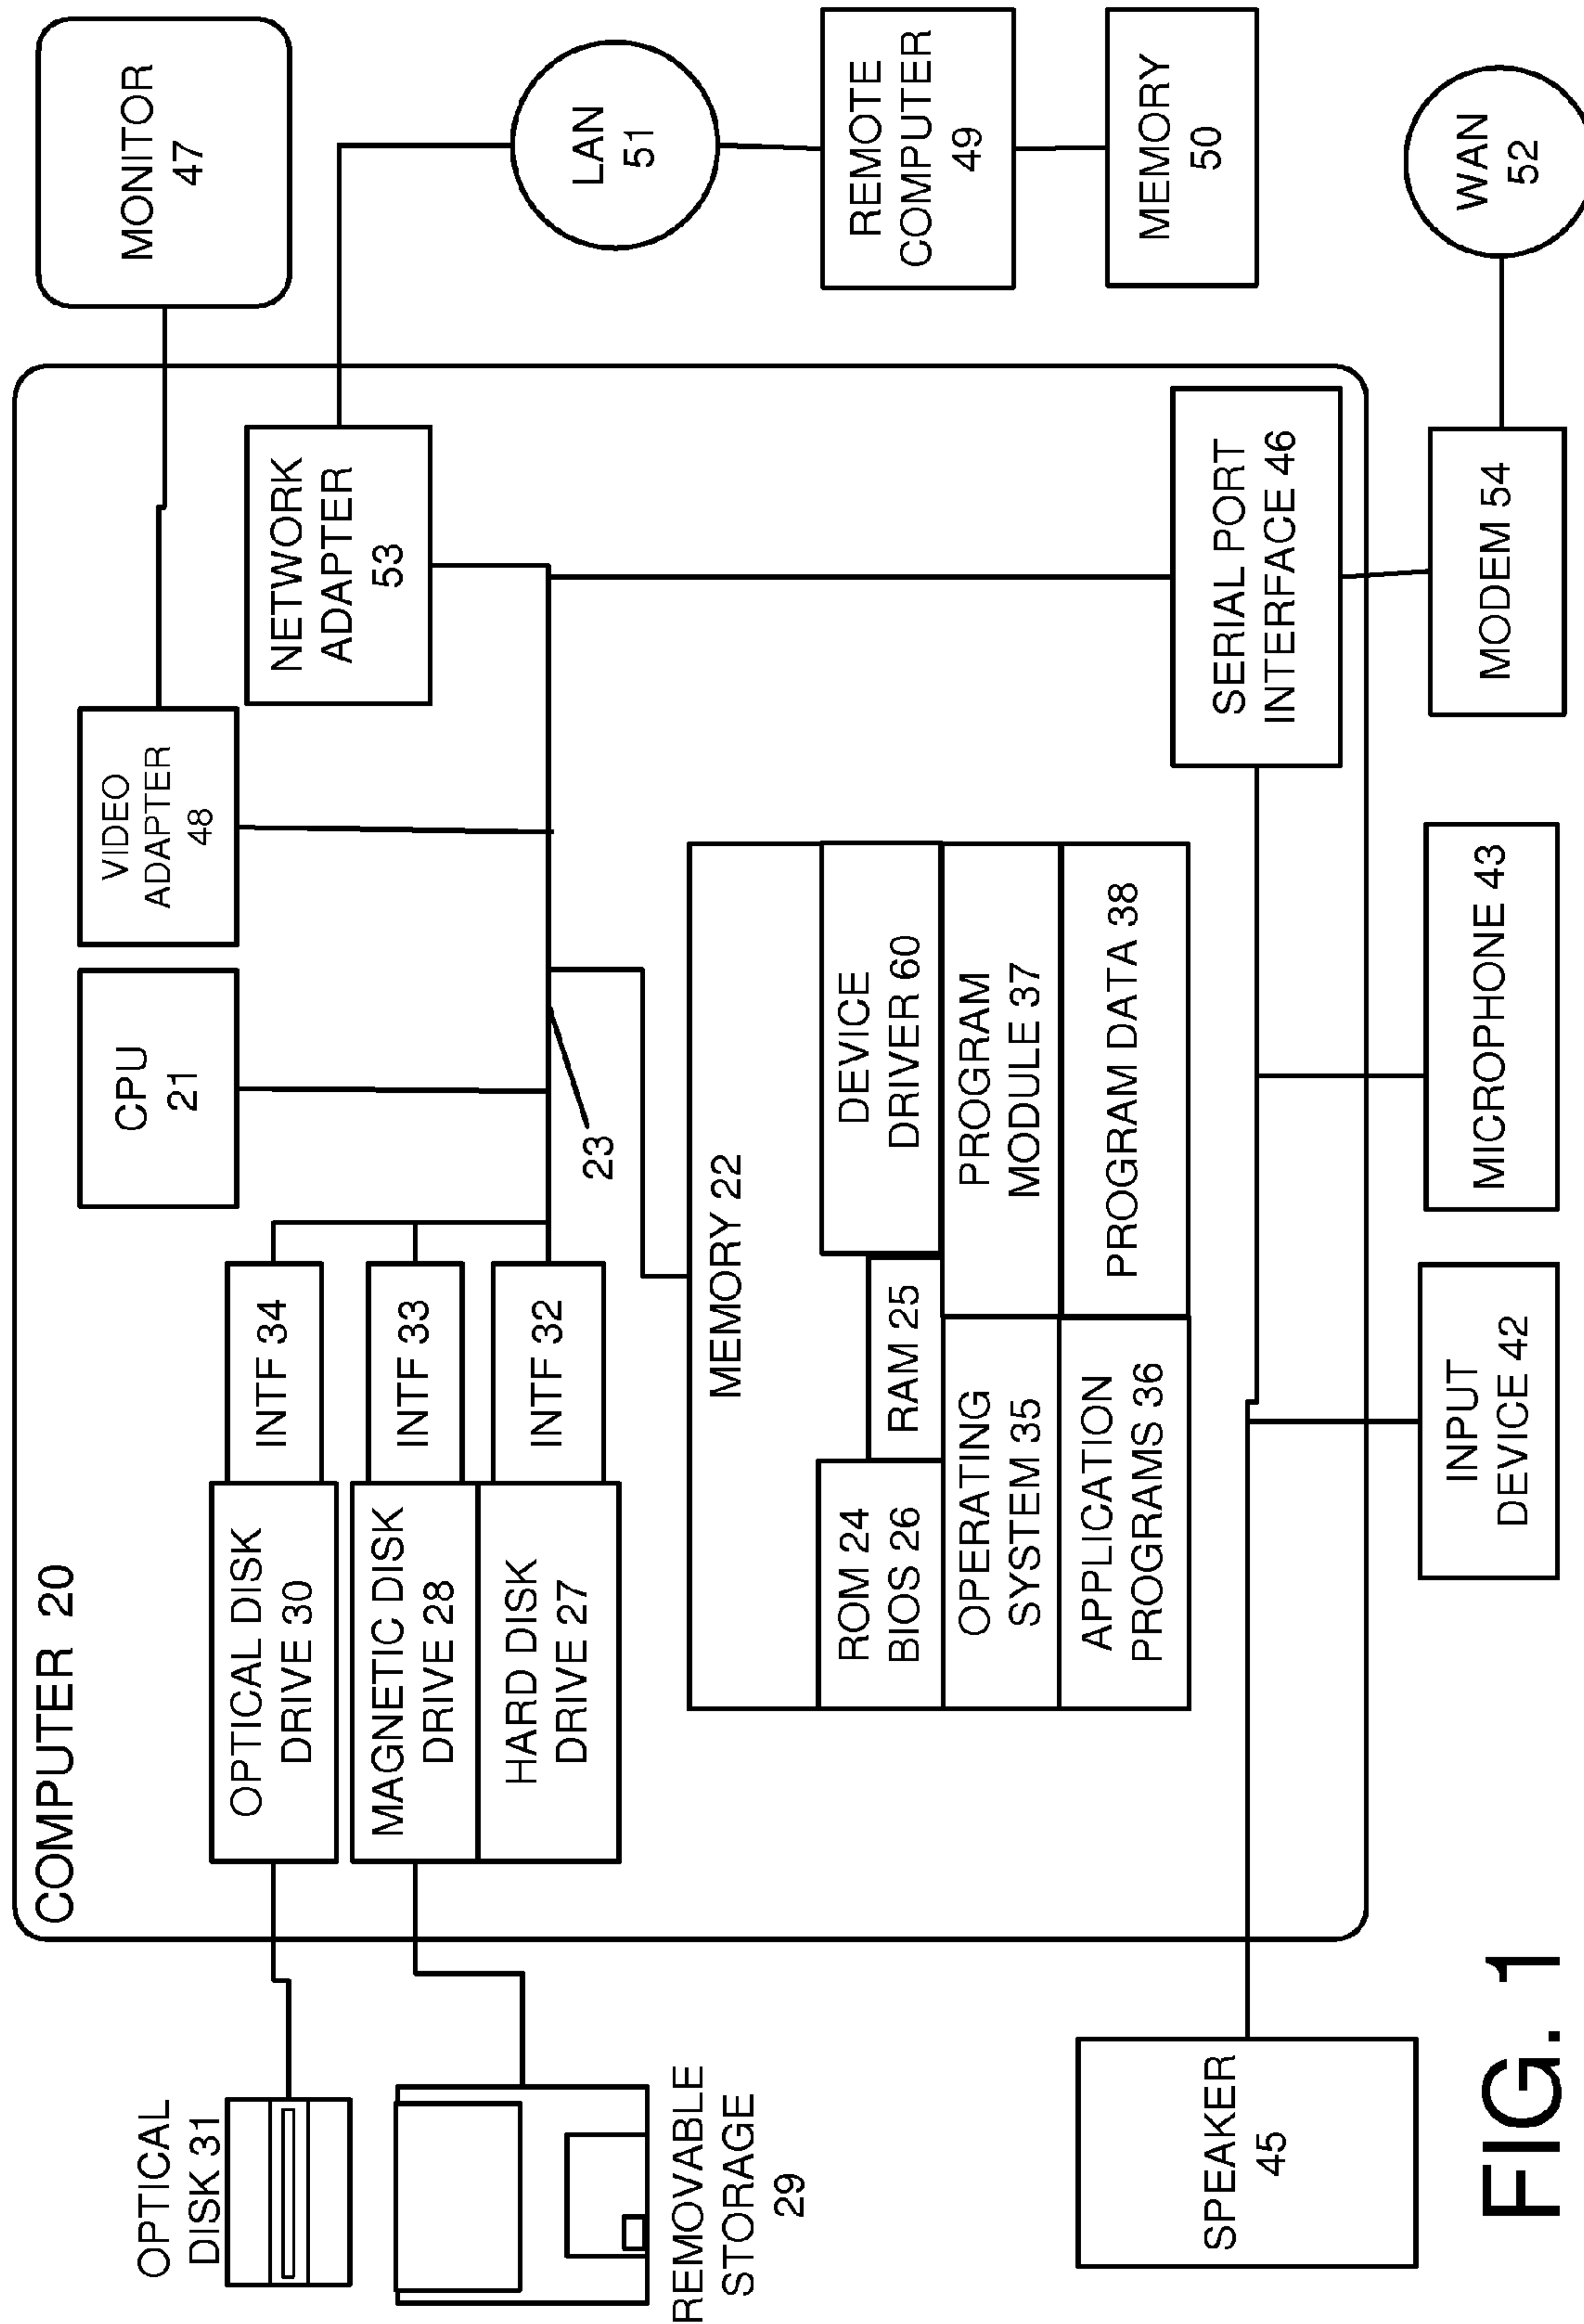 COMPUTER 20
OPTICAL
DISK 31
OPTICAL DISK
DRIVE 30
INTF 34
CPU
21
VIDEO
ADAPTER
48
MONITOR
47
REMOVABLE
STORAGE
29
MAGNETIC DISK
DRIVE 28
INTF 33
HARD DISK
DRIVE 27
INTF 32
23
NETWORK
ADAPTER
53
LAN
51
MEMORY 22
ROM 24
BIOS 26
RAM 25
DEVICE
DRIVER 60
OPERATING
SYSTEM 35
PROGRAM
MODULE 37
APPLICATION
PROGRAMS 36
PROGRAM DATA 38
REMOTE
COMPUTER
49
MEMORY
50
SERIAL PORT
INTERFACE 46
SPEAKER
45
INPUT
DEVICE 42
MICROPHONE 43
MODEM 54
WAN
52
FIG. 1